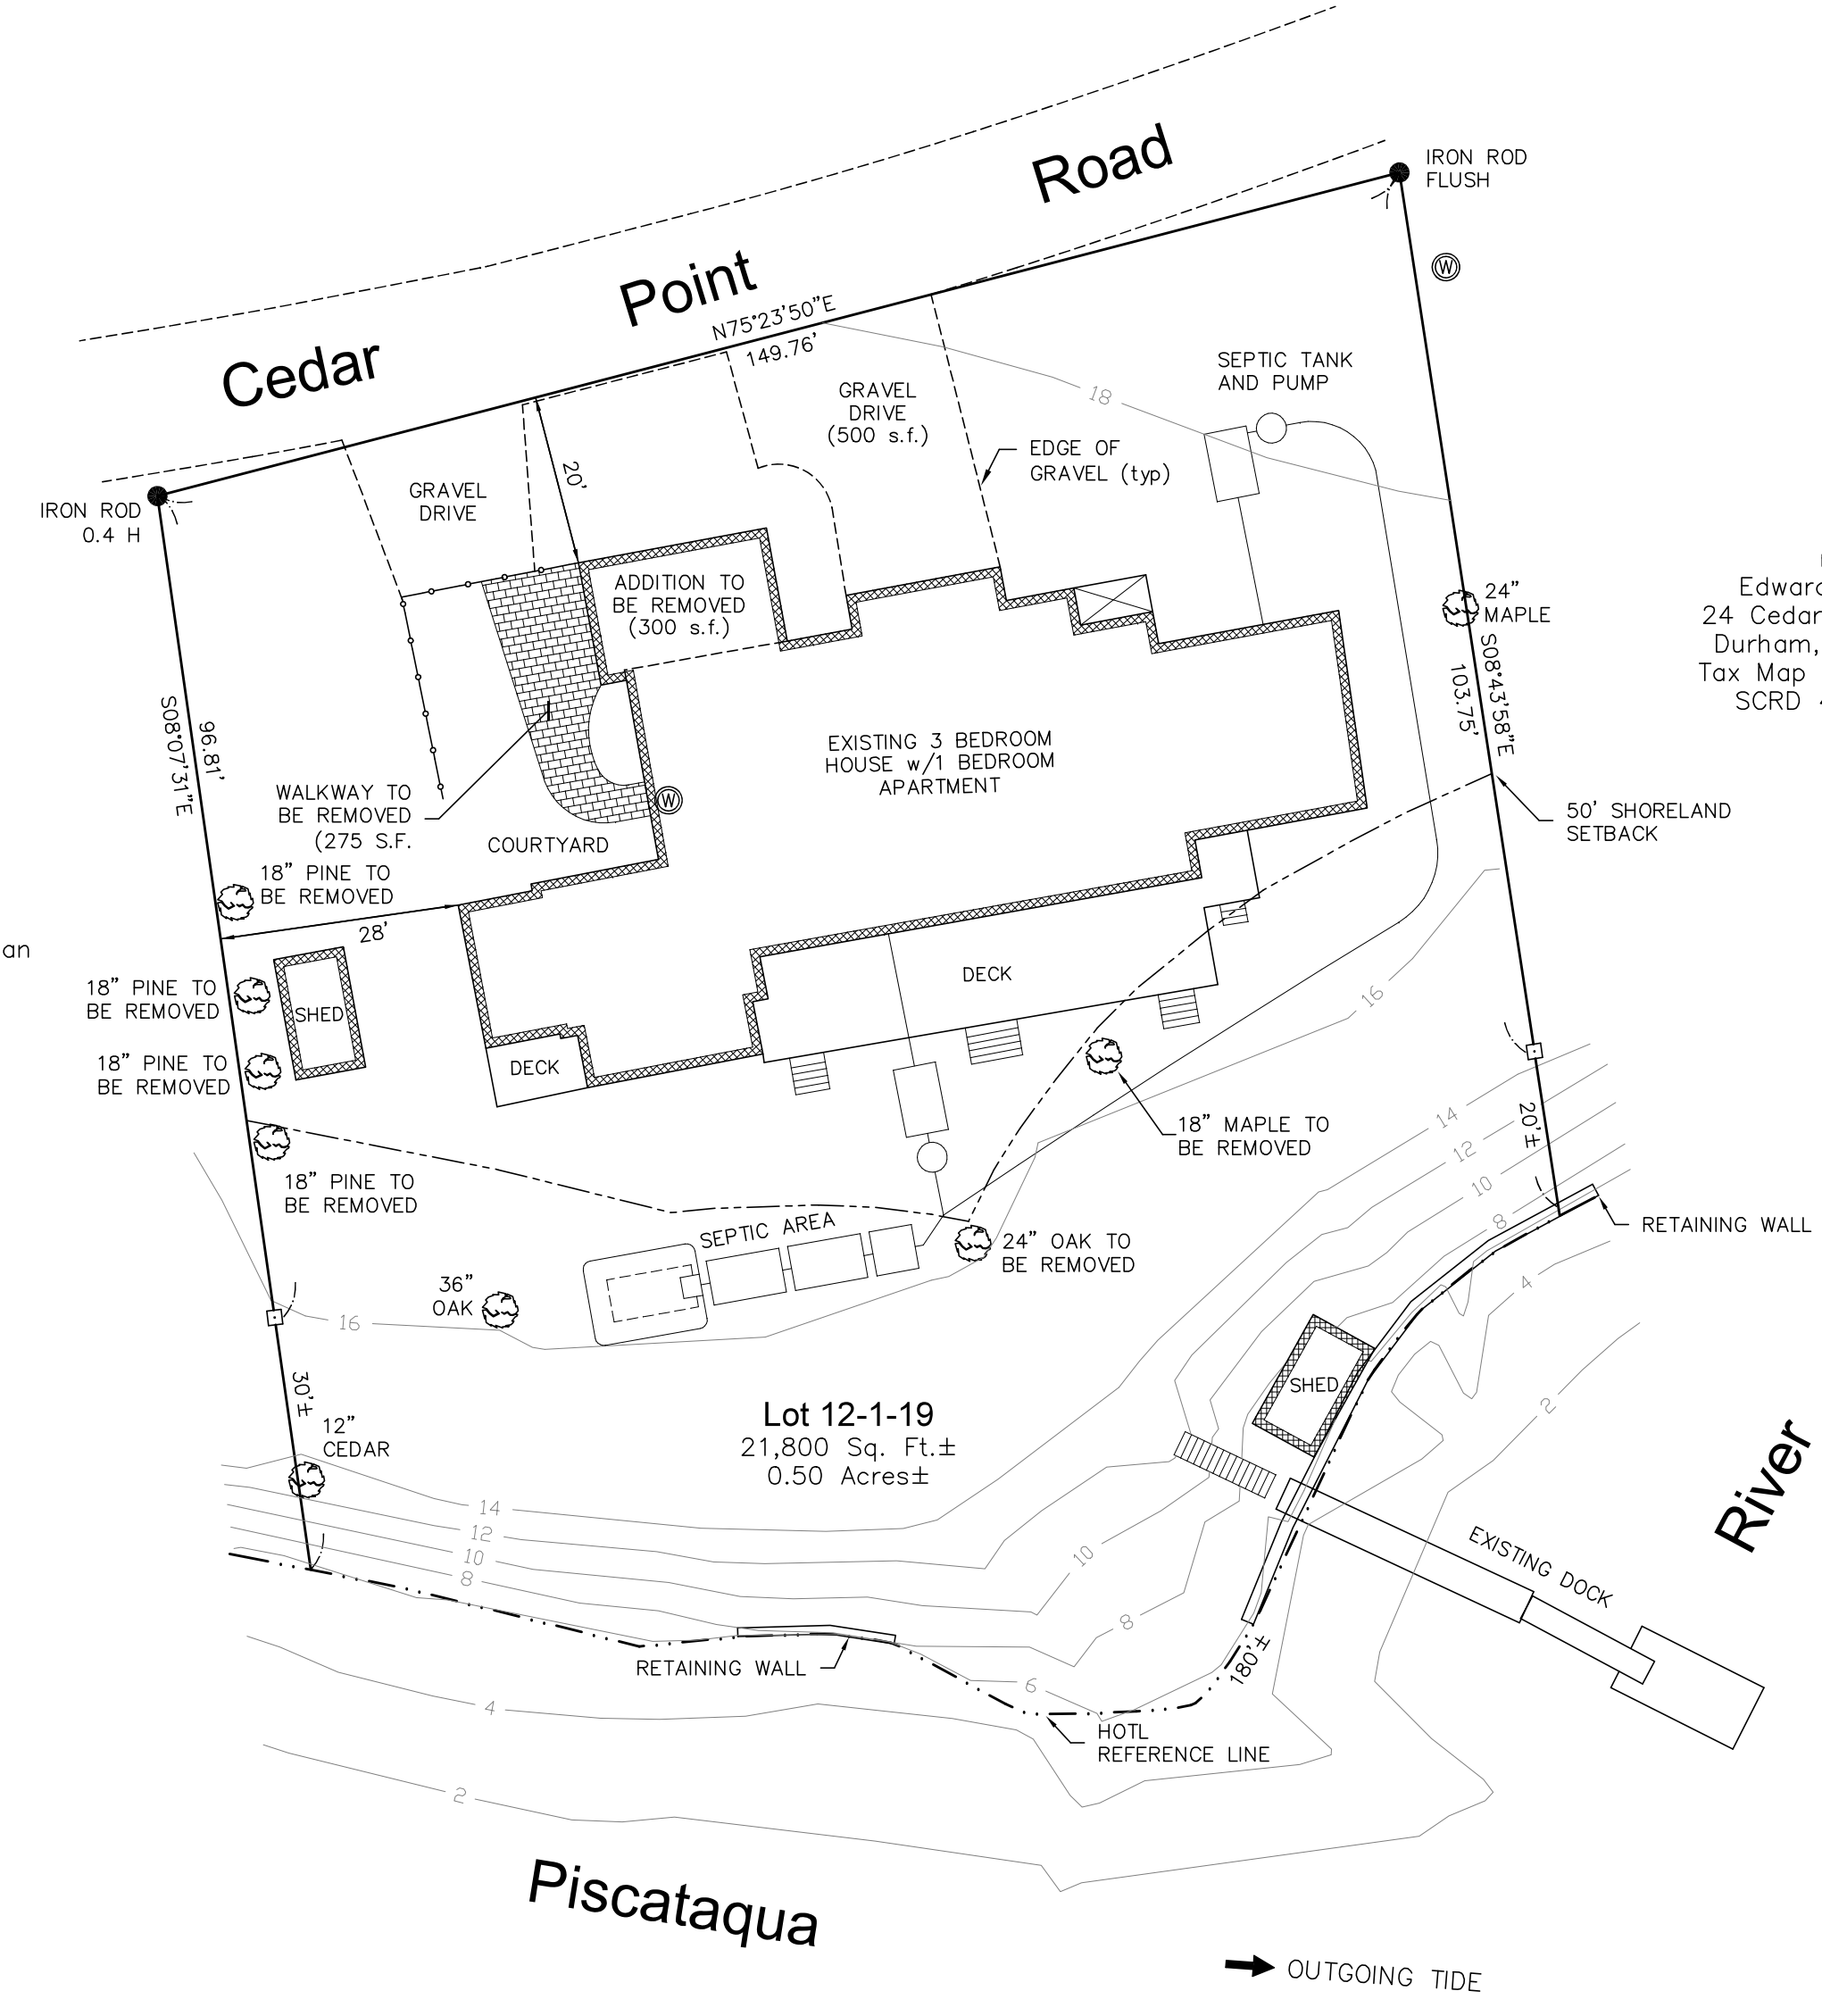 Cedar
Point
Road
IRON ROD
FLUSH
W
N75°23'50"E
149.76'
IRON ROD
0.4 H
GRAVEL
DRIVE
20'
GRAVEL
DRIVE
(500 s.f.)
18
EDGE OF
GRAVEL (typ)
SEPTIC TANK
AND PUMP
ADDITION TO
BE REMOVED
(300 s.f.)
24"
MAPLE
S08°43'58"E
103.75'
Edward
24 Cedar
Durham,
Tax Map
SCRD
96.81'
S08°07'31"E
WALKWAY TO
BE REMOVED
(275 S.F.
COURTYARD
W
EXISTING 3 BEDROOM
HOUSE w/1 BEDROOM
APARTMENT
50' SHORELAND
SETBACK
18" PINE TO
BE REMOVED
28'
an
18" PINE TO
BE REMOVED
SHED
18" PINE TO
BE REMOVED
DECK
DECK
16
18" PINE TO
BE REMOVED
18" MAPLE TO
BE REMOVED
14
12
10
8
20'±
RETAINING WALL
SEPTIC AREA
24" OAK TO
BE REMOVED
36"
OAK
16
4
30'±
12"
CEDAR
SHED
2
Lot 12-1-19
21,800 Sq. Ft.±
0.50 Acres±
14
12
10
8
10
8
EXISTING DOCK
River
RETAINING WALL
180'±
6
4
HOTL
REFERENCE LINE
2
Piscataqua
OUTGOING TIDE